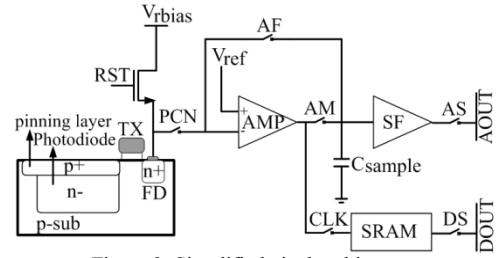 Vrbias
RST
AF
Vref
PCN
pinning layer
Photodiode
TX
AMP
AM
SF
AS
AOUT
p+
n+
n-
FD
Csample
p-sub
CLK
SRAM
DS
DOUT
+
-